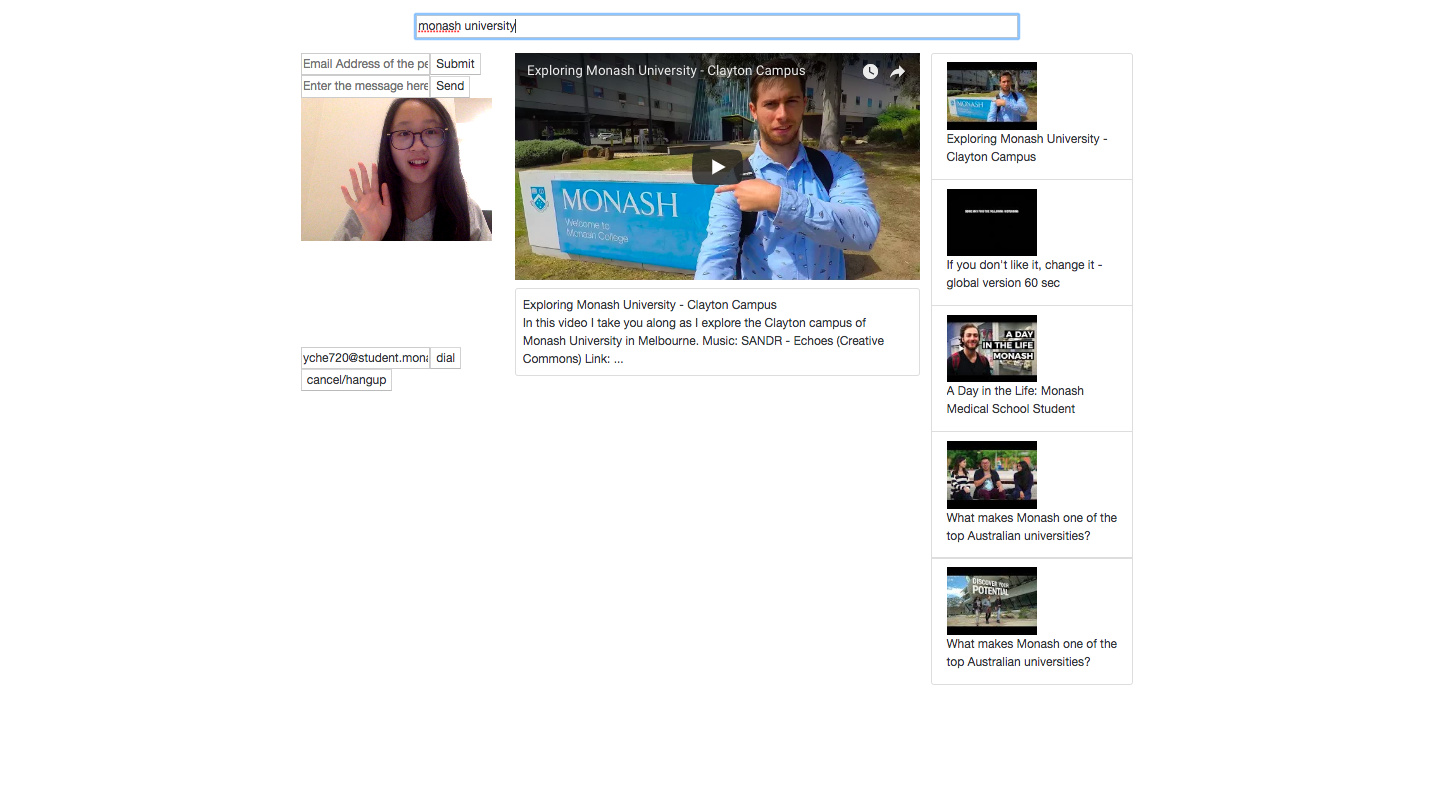 monash university
Email Address of the pe
Submit
Enter the message here
Send
yche720@student.mona
dial
cancel/hangup
Exploring Monash University - Clayton Campus
MONASH
Welcome to
Monash College
Exploring Monash University - Clayton Campus
In this video I take you along as I explore the Clayton campus of
Monash University in Melbourne. Music: SANDR - Echoes (Creative
Commons) Link: ...
MONASH
Exploring Monash University -
Clayton Campus
If you don't like it, change it -
global version 60 sec
A DAY
IN THE LIFE
MONASH
A Day in the Life: Monash
Medical School Student
What makes Monash one of the
top Australian universities?
DISCOVER YOUR
POTENTIAL
What makes Monash one of the
top Australian universities?